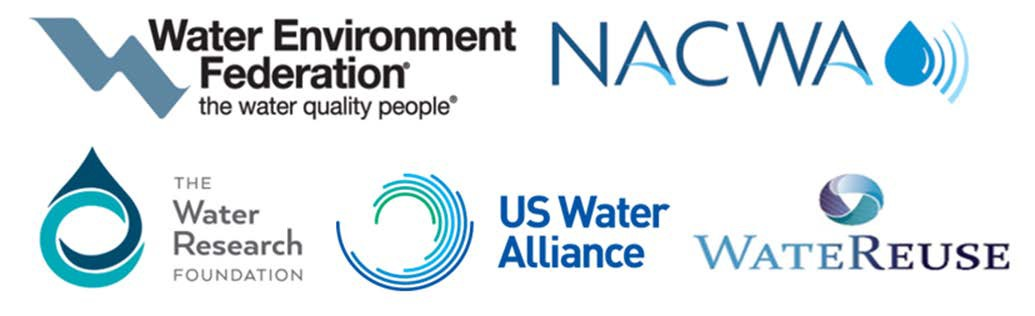 Water Environment
Federation®
the water quality people®
NACWA
THE
Water
Research
FOUNDATION
US Water
Alliance
WATEREUSE